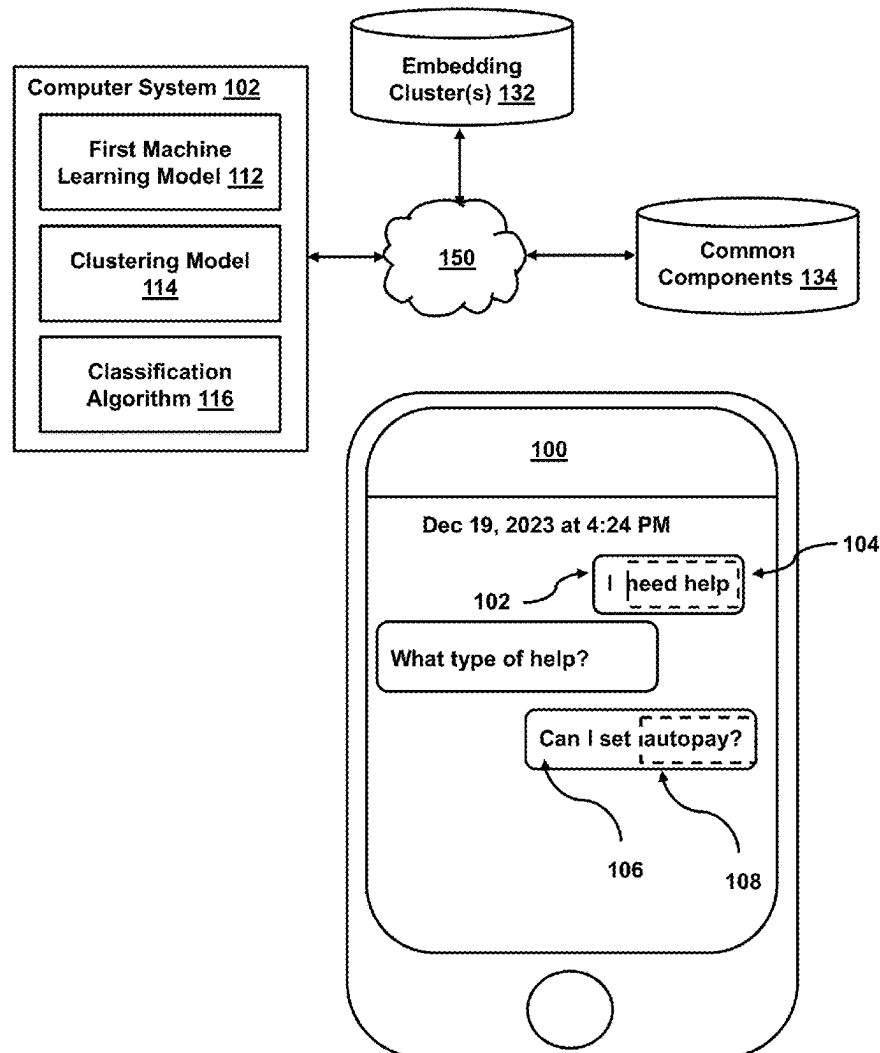 Embedding
Cluster(s) 132
Computer System 102
First Machine
Learning Model 112
Clustering Model
114
Classification
Algorithm 116
150
Common
Components 134
100
Dec 19, 2023 at 4:24 PM
104
I need help
102
What type of help?
Can I set autopay?
106
108